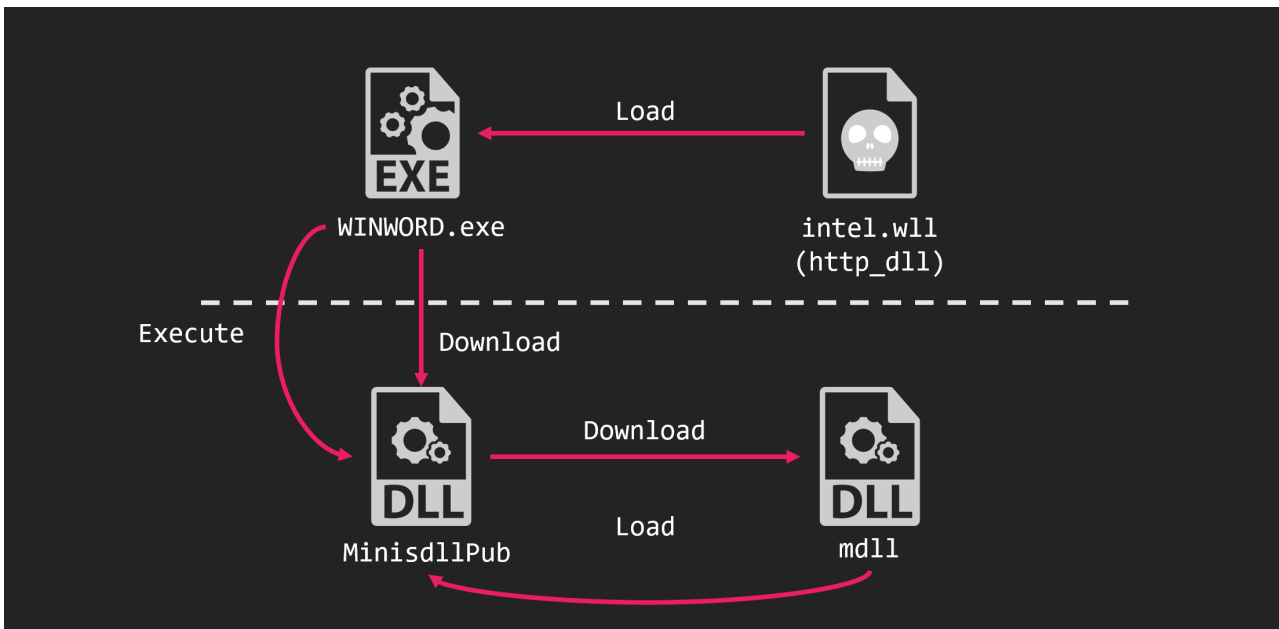 Load
EXE
WINWORD.exe
intel.wll
(http_dll)
Execute
Download
Download
DLL
DLL
Load
MinisdllPub
mdll